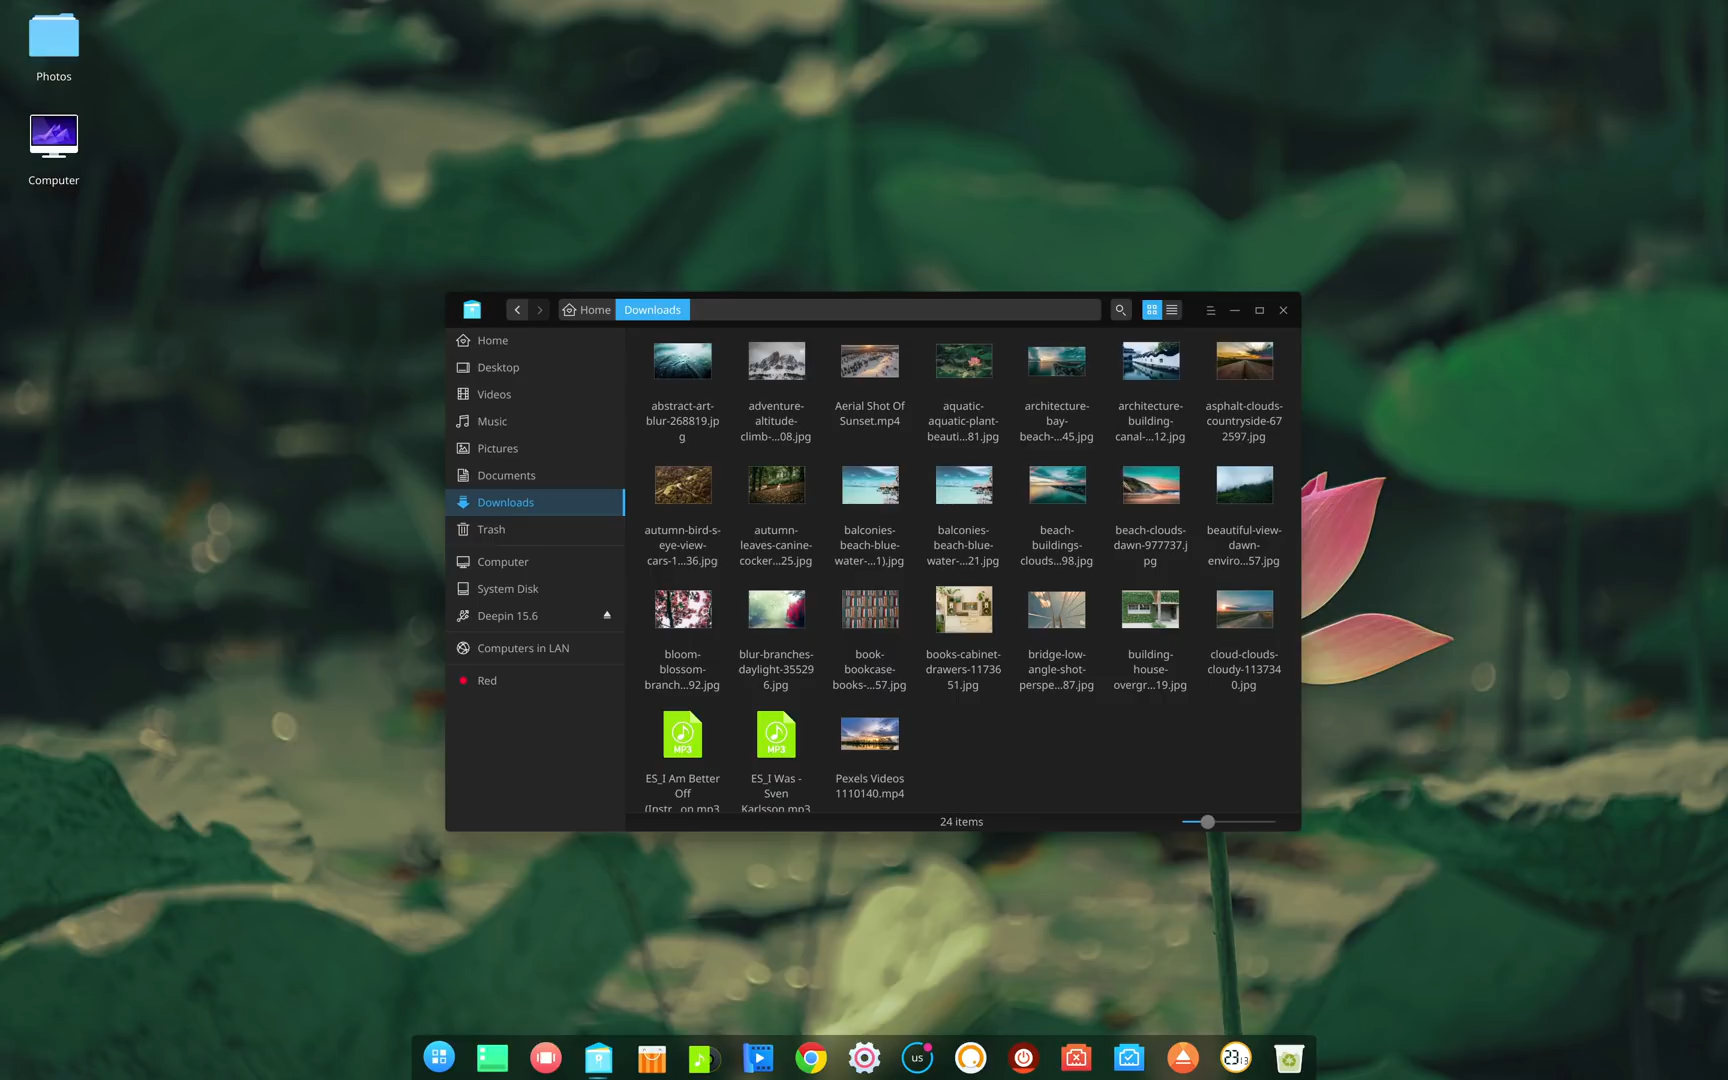 Photos
Computer
Home
Downloads
Home
Desktop
Videos
Music
Pictures
Documents
Downloads
Trash
Computer
System Disk
Deepin 15.6
Computers in LAN
Red
abstract-art-
blur-268819.jp
g
adventure-
altitude-
climb-...08.jpg
Aerial Shot Of
Sunset.mp4
aquatic-
aquatic-plant-
beauti...81.jpg
architecture-
bay-
beach-...45.jpg
architecture-
building-
canal-...12.jpg
asphalt-clouds-
countryside-67
2597.jpg
autumn-bird-s-
eye-view-
cars-1...36.jpg
autumn-
leaves-canine-
cocker...25.jpg
balconies-
beach-blue-
water-...1).jpg
balconies-
beach-blue-
water-...21.jpg
beach-
buildings-
clouds...98.jpg
beach-clouds-
dawn-977737.j
pg
beautiful-view-
dawn-
enviro...57.jpg
bloom-
blossom-
branch...92.jpg
blur-branches-
daylight-35529
6.jpg
book-
bookcase-
books-...57.jpg
books-cabinet-
drawers-11736
51.jpg
bridge-low-
angle-shot-
perspe...87.jpg
building-
house-
overgr...19.jpg
cloud-clouds-
cloudy-113734
0.jpg
MP3
ES_I Am Better
Off
(Instr...on.mp3
MP3
ES_I Was -
Sven
Karlsson.mp3
Pexels Videos
1110140.mp4
24 items
us
23:13